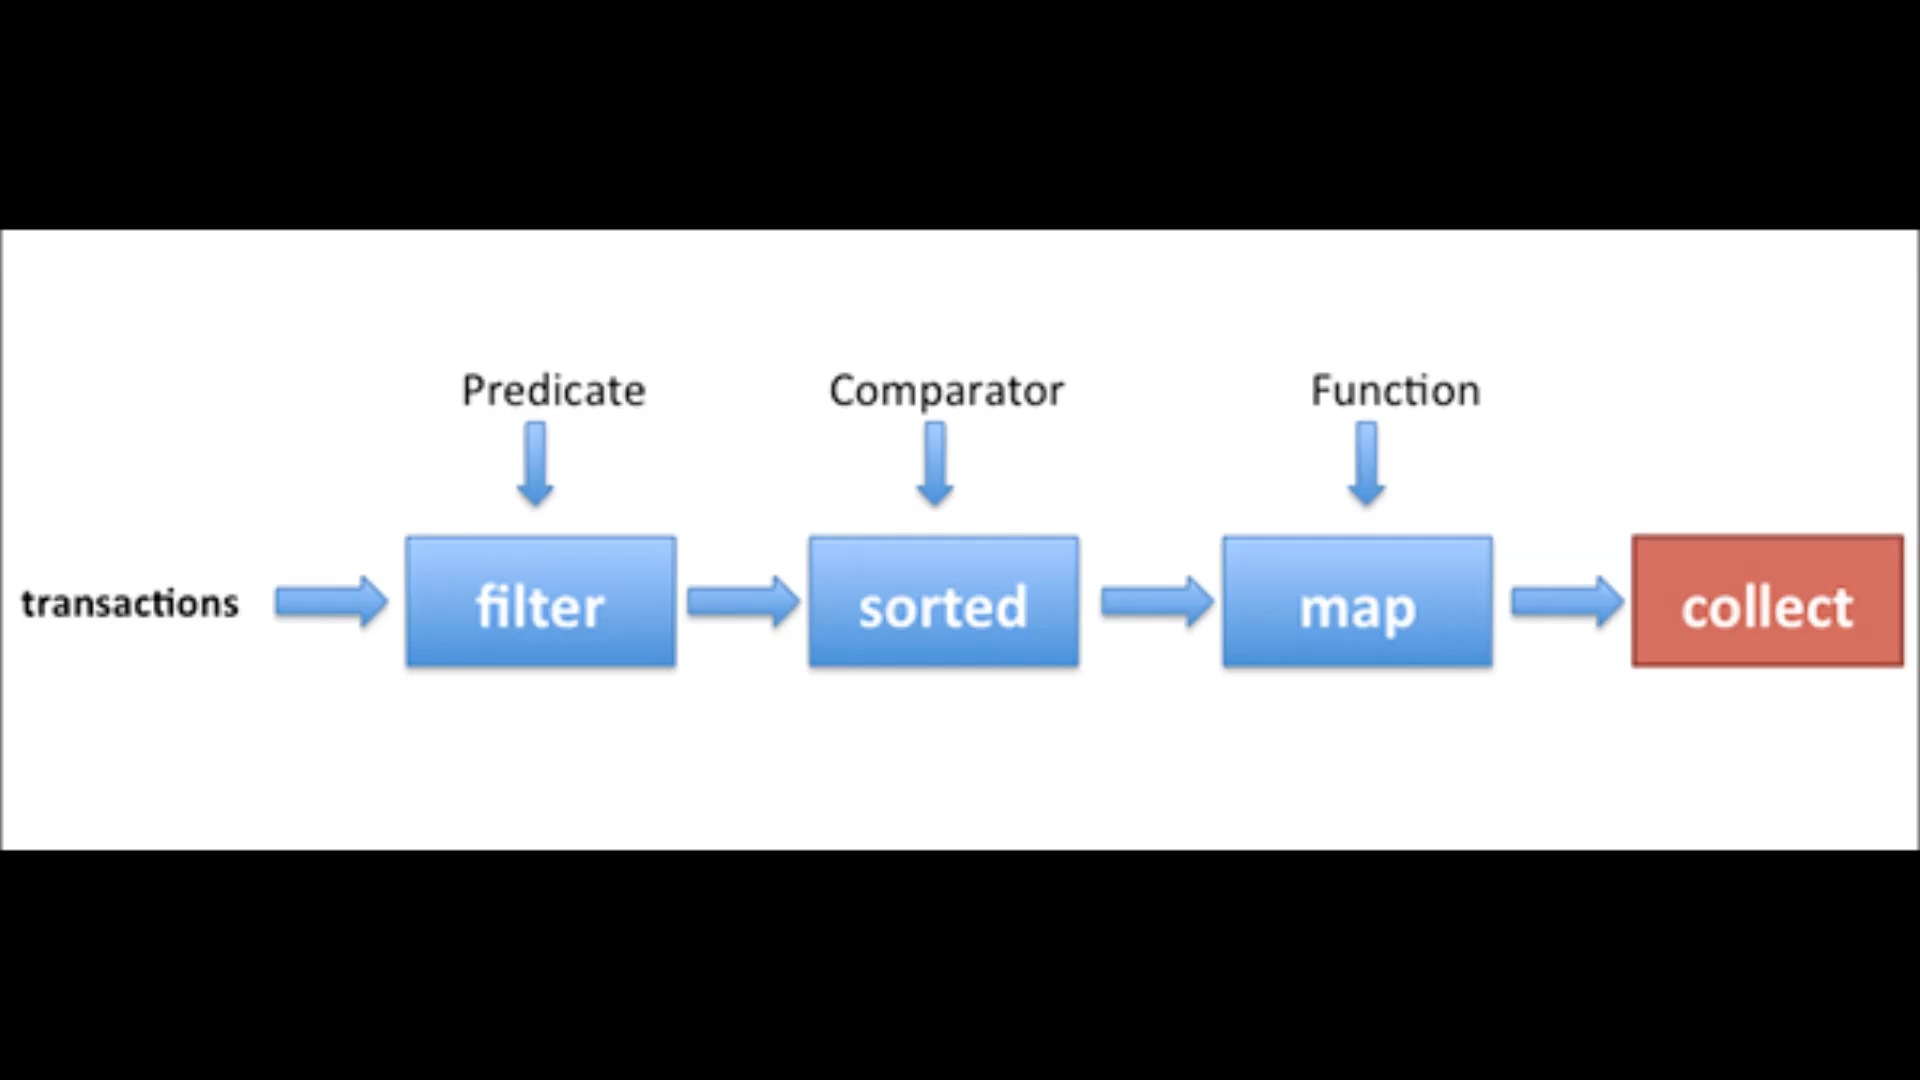 Predicate
Comparator
Function
transactions
filter
sorted
map
collect